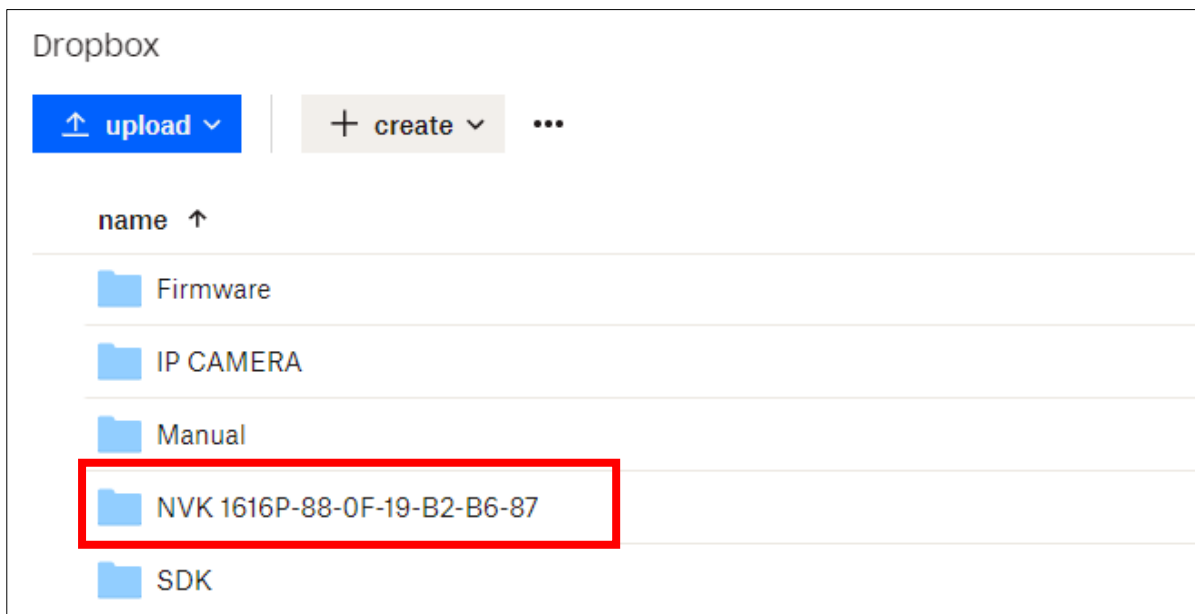 Dropbox
upload
+ create •••
name ↑
Firmware
IP CAMERA
Manual
NVK 1616P-88-0F-19-B2-B6-87
SDK